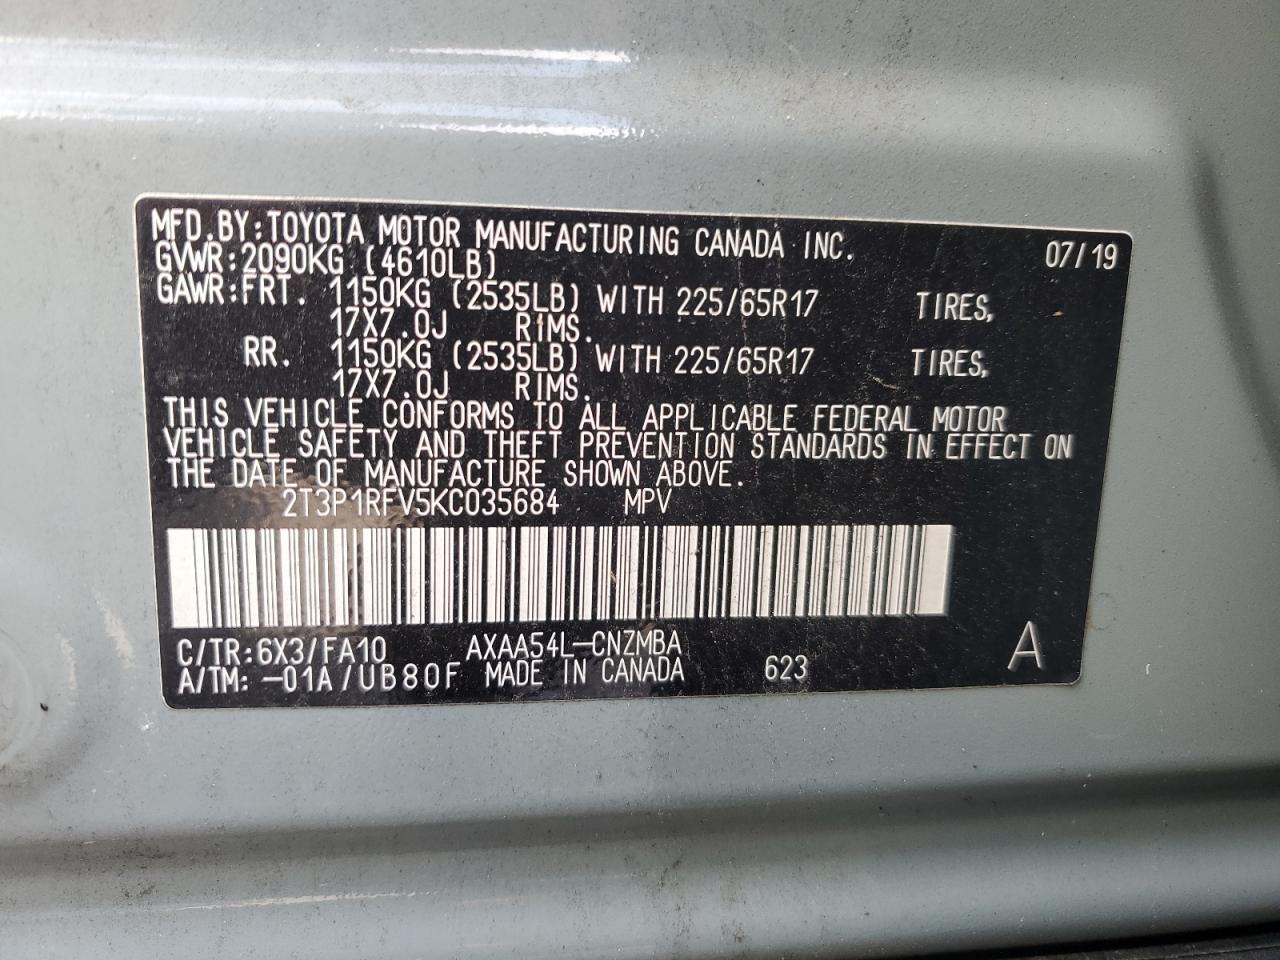 MFD.BY:TOYOTA MOTOR MANUFACTURING CANADA INC. 07/19
GVWR:2090KG (4610LB)
GAWR:FRT. 1150KG (2535LB) WITH 225/65R17 TIRES,
17X7.0J RIMS.
RR. 1150KG (2535LB) WITH 225/65R17 TIRES,
17X7.0J RIMS.
THIS VEHICLE CONFORMS TO ALL APPLICABLE FEDERAL MOTOR
VEHICLE SAFETY AND THEFT PREVENTION STANDARDS IN EFFECT ON
THE DATE OF MANUFACTURE SHOWN ABOVE.
2T3P1RFV5KC035684 MPV
C/TR:6X3/FA10 AXAA54L-CNZMBA
A/TM:-01A/UB80F MADE IN CANADA 623 A